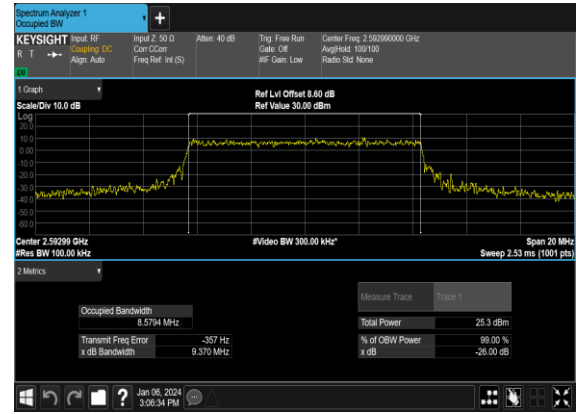 Spectrum Analyzer 1
Occupied BW
KEYSIGHT
R T
LW
Input: RF
Coupling: DC
Align: Auto
Input Z: 50 Ω
Corr CCorr
Freq Ref: Int (S)
Atten: 40 dB
Trig: Free Run
Gate: Off
#IF Gain: Low
Center Freq: 2.592990000 GHz
Avg|Hold: 100/100
Radio Std: None
1 Graph
Scale/Div 10.0 dB
Ref Lvl Offset 8.60 dB
Ref Value 30.00 dBm
Log
20.0
10.0
0.00
-10.0
-20.0
-30.0
-40.0
-50.0
-60.0
Center 2.59299 GHz
#Res BW 100.00 kHz
#Video BW 300.00 kHz*
Span 20 MHz
Sweep 2.53 ms (1001 pts)
2 Metrics
Measure Trace Trace 1
Occupied Bandwidth
8.5794 MHz
Total Power 25.3 dBm
Transmit Freq Error -357 Hz
% of OBW Power 99.00 %
x dB Bandwidth 9.370 MHz
x dB -26.00 dB
?
Jan 06, 2024
3:06:34 PM